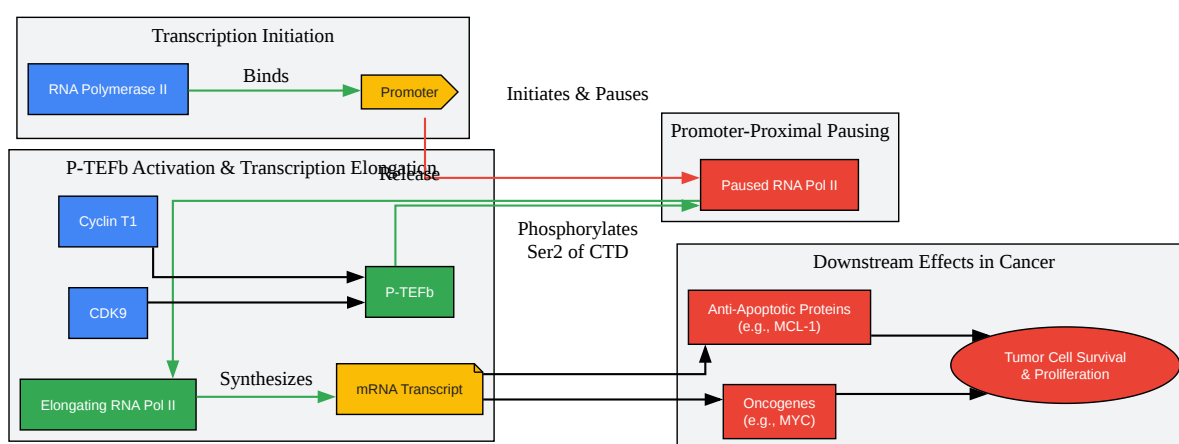 Transcription Initiation
RNA Polymerase II
Binds
Promoter
Initiates & Pauses
Promoter-Proximal Pausing
Paused RNA Pol II
P-TEFb Activation & Transcription Elongation
Release
Cyclin T1
CDK9
P-TEFb
Phosphorylates
Ser2 of CTD
Elongating RNA Pol II
Synthesizes
mRNA Transcript
Downstream Effects in Cancer
Anti-Apoptotic Proteins
(e.g., MCL-1)
Oncogenes
(e.g., MYC)
Tumor Cell Survival
& Proliferation